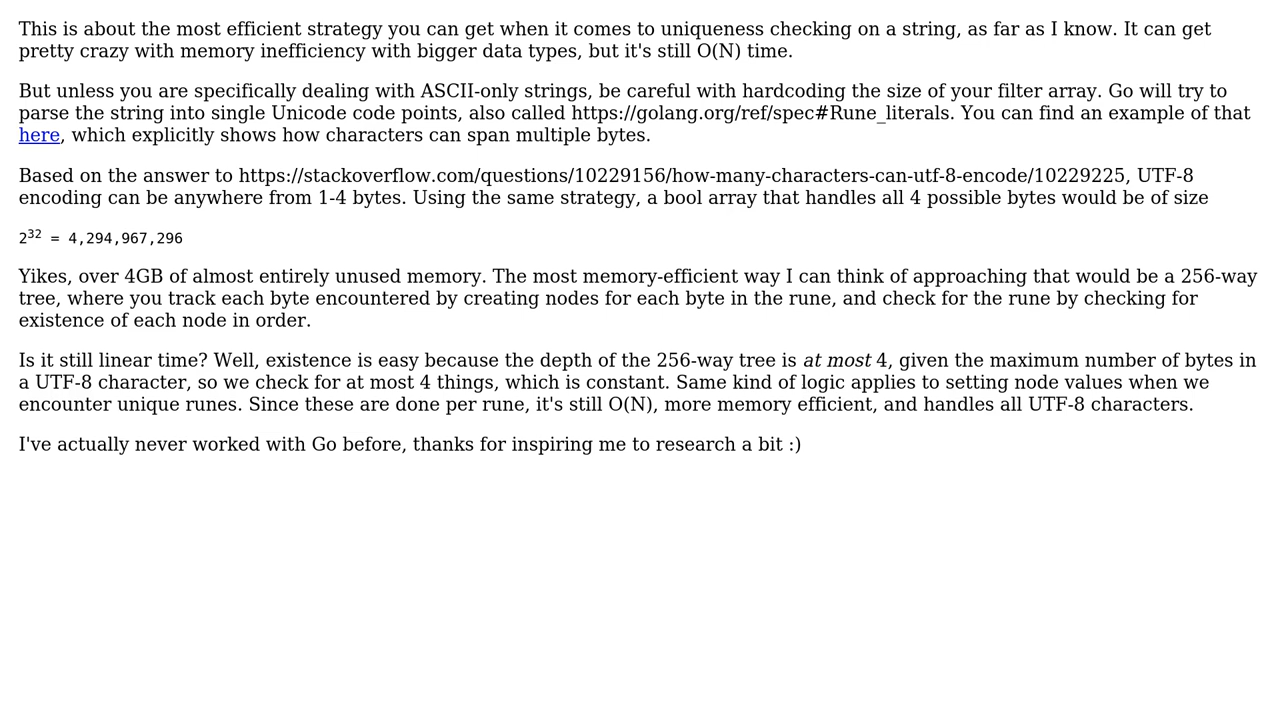 This is about the most efficient strategy you can get when it comes to uniqueness checking on a string, as far as I know. It can get
pretty crazy with memory inefficiency with bigger data types, but it's still O(N) time.
But unless you are specifically dealing with ASCII-only strings, be careful with hardcoding the size of your filter array. Go will try to
parse the string into single Unicode code points, also called https://golang.org/ref/spec#Rune_literals. You can find an example of that
here, which explicitly shows how characters can span multiple bytes.
Based on the answer to https://stackoverflow.com/questions/10229156/how-many-characters-can-utf-8-encode/10229225, UTF-8
encoding can be anywhere from 1-4 bytes. Using the same strategy, a bool array that handles all 4 possible bytes would be of size
2³² = 4,294,967,296
Yikes, over 4GB of almost entirely unused memory. The most memory-efficient way I can think of approaching that would be a 256-way
tree, where you track each byte encountered by creating nodes for each byte in the rune, and check for the rune by checking for
existence of each node in order.
Is it still linear time? Well, existence is easy because the depth of the 256-way tree is at most 4, given the maximum number of bytes in
a UTF-8 character, so we check for at most 4 things, which is constant. Same kind of logic applies to setting node values when we
encounter unique runes. Since these are done per rune, it's still O(N), more memory efficient, and handles all UTF-8 characters.
I've actually never worked with Go before, thanks for inspiring me to research a bit :)